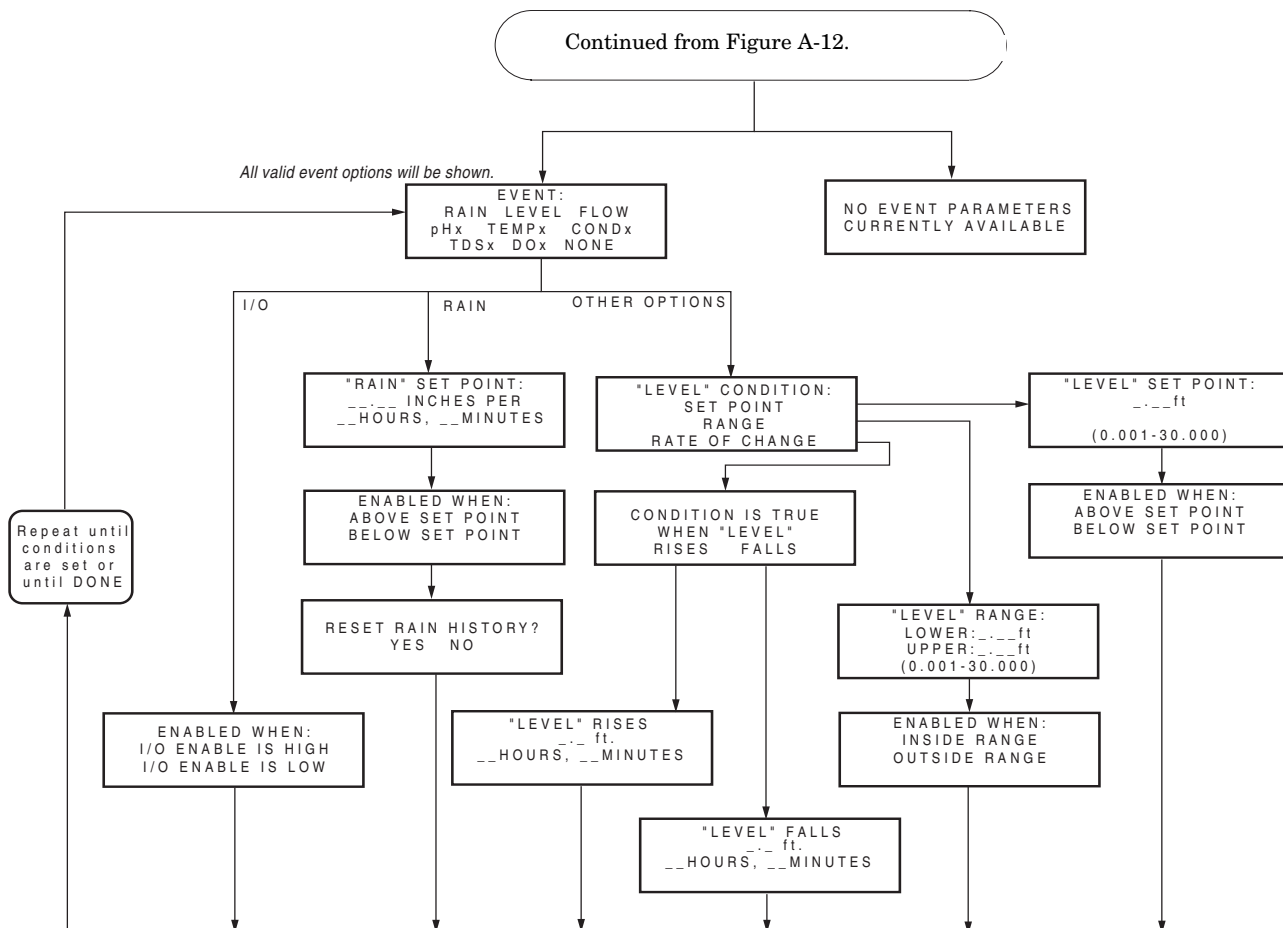 Continued from Figure A-12.
All valid event options will be shown.
EVENT:
RAIN LEVEL FLOW
pHx TEMPx CONDx
TDSx DOx NONE
NO EVENT PARAMETERS
CURRENTLY AVAILABLE
I/O
RAIN
OTHER OPTIONS
"RAIN" SET POINT:
__.__ INCHES PER
__HOURS, __MINUTES
"LEVEL" CONDITION:
SET POINT
RANGE
RATE OF CHANGE
"LEVEL" SET POINT:
_.__ft
(0.001-30.000)
ENABLED WHEN:
ABOVE SET POINT
BELOW SET POINT
CONDITION IS TRUE
WHEN "LEVEL"
RISES FALLS
ENABLED WHEN:
ABOVE SET POINT
BELOW SET POINT
Repeat until
conditions
are set or
until DONE
RESET RAIN HISTORY?
YES NO
"LEVEL" RANGE:
LOWER:_.__ft
UPPER:_.__ft
(0.001-30.000)
ENABLED WHEN:
I/O ENABLE IS HIGH
I/O ENABLE IS LOW
"LEVEL" RISES
_._ ft.
__HOURS, __MINUTES
ENABLED WHEN:
INSIDE RANGE
OUTSIDE RANGE
"LEVEL" FALLS
_._ ft.
__HOURS, __MINUTES